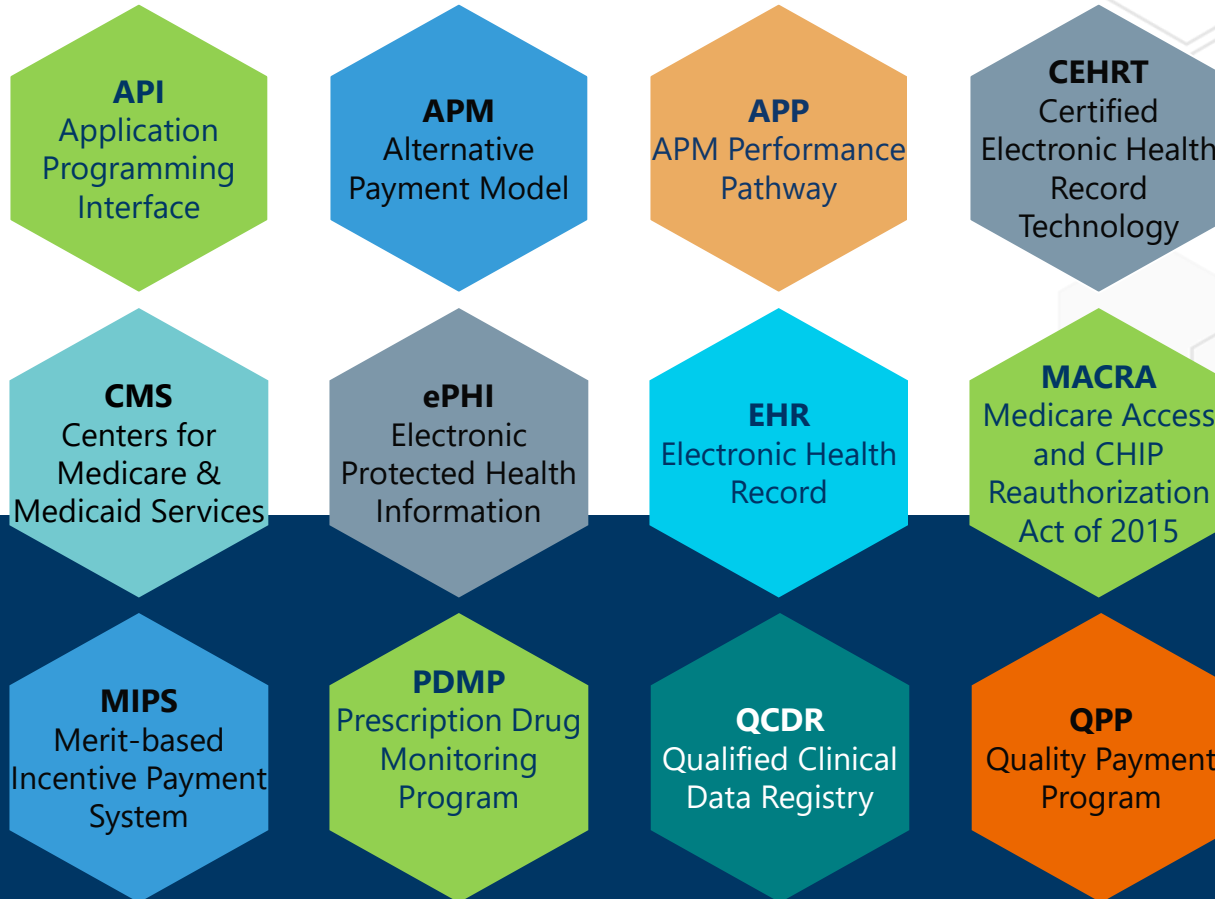 API
Application
Programming
Interface
APM
Alternative
Payment Model
APP
APM Performance
Pathway
CEHRT
Certified
Electronic Health
Record
Technology
CMS
Centers for
Medicare &
Medicaid Services
ePHI
Electronic
Protected Health
Information
EHR
Electronic Health
Record
MACRA
Medicare Access
and CHIP
Reauthorization
Act of 2015
MIPS
Merit-based
Incentive Payment
System
PDMP
Prescription Drug
Monitoring
Program
QCDR
Qualified Clinical
Data Registry
QPP
Quality Payment
Program